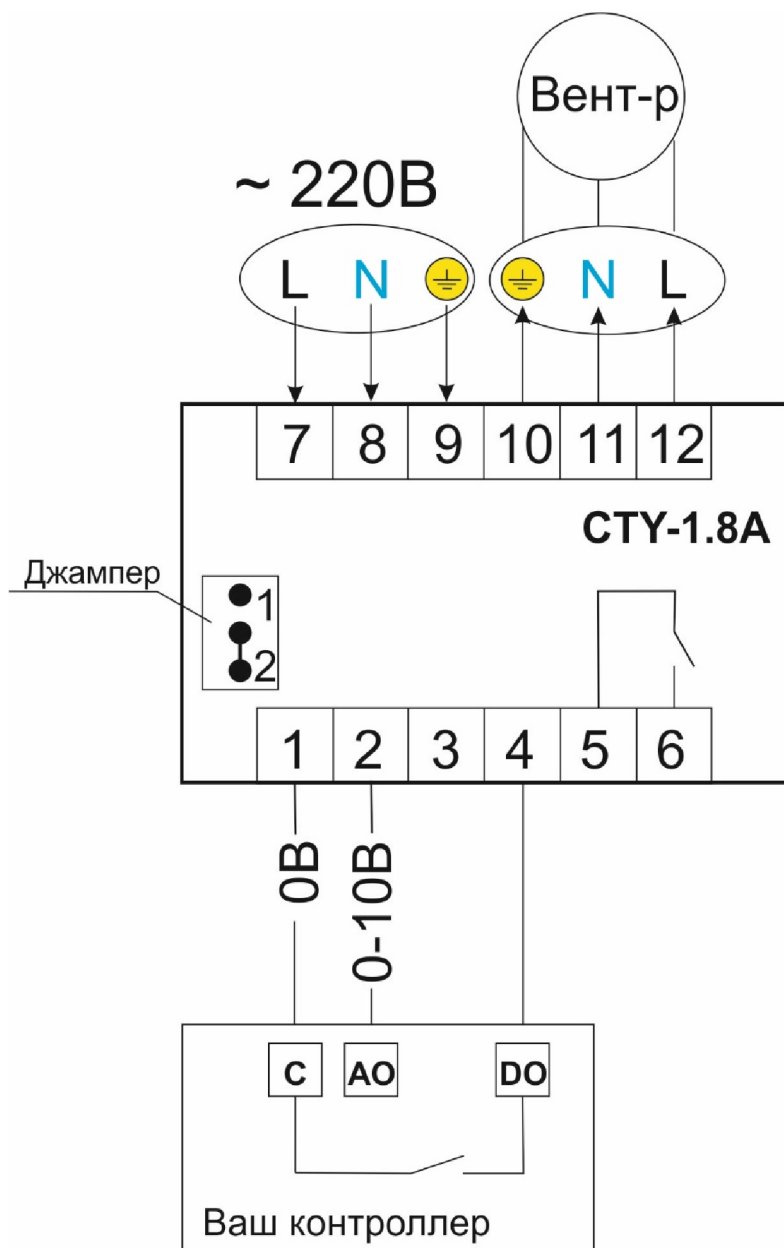 Вент-р
~ 220В
L N N L
7 8 9 10 11 12
СТУ-1.8А
Джампер
1
2
1 2 3 4 5 6
0В
0-10В
C AO DO
Ваш контроллер